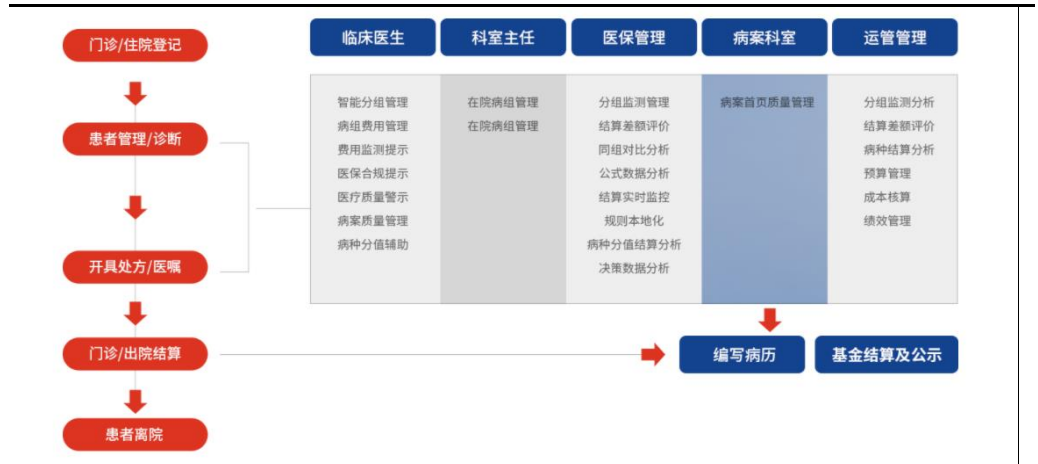 门诊/住院登记
患者管理/诊断
开具处方/医嘱
门诊/出院结算
患者离院
临床医生
智能分组管理
病组费用管理
费用监测提示
医保合规提示
医疗质量警示
病案质量管理
病种分值辅助
科室主任
在院病组管理
在院病组管理
医保管理
分组监测管理
结算差额评价
同组对比分析
公式数据分析
结算实时监控
规则本地化
病种分值结算分析
决策数据分析
病案科室
病案首页质量管理
运管管理
分组监测分析
结算差额评价
病种结算分析
预算管理
成本核算
绩效管理
编写病历
基金结算及公示